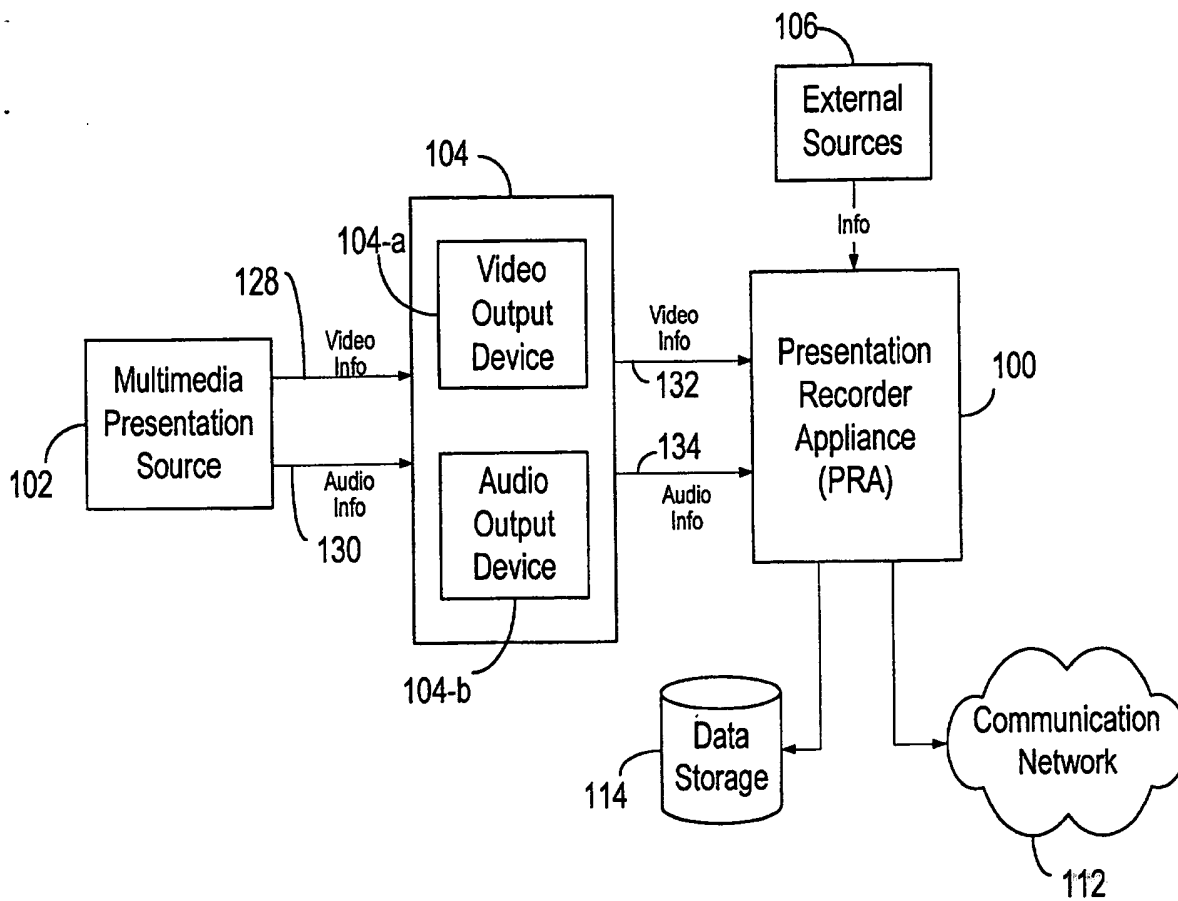 106
External
Sources
Info
104
104-a
Video
Output
Device
128
Video
Info
Multimedia
Presentation
Source
102
Audio
Info
130
Audio
Output
Device
104-b
Video
Info
132
134
Audio
Info
Presentation
Recorder
Appliance
(PRA)
100
Data
Storage
114
Communication
Network
112